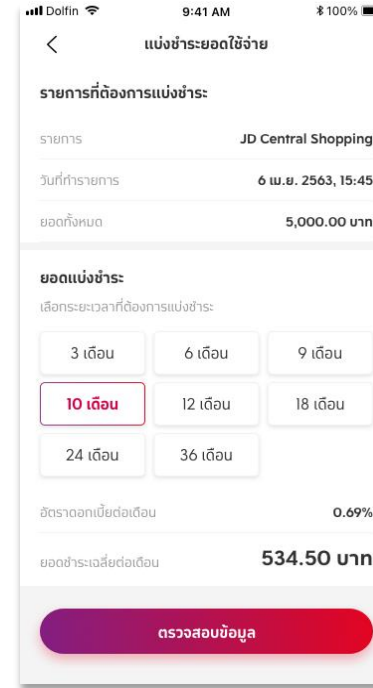 Dolfin 9:41 AM 100%
แบ่งชำระยอดใช้จ่าย
รายการที่ต้องการแบ่งชำระ
รายการ JD Central Shopping
วันที่ทำรายการ 6 เม.ย. 2563, 15:45
ยอดทั้งหมด 5,000.00 บาท
ยอดแบ่งชำระ
เลือกระยะเวลาที่ต้องการแบ่งชำระ
3 เดือน 6 เดือน 9 เดือน
10 เดือน 12 เดือน 18 เดือน
24 เดือน 36 เดือน
อัตราดอกเบี้ยต่อเดือน 0.69%
ยอดชำระเฉลี่ยต่อเดือน 534.50 บาท
ตรวจสอบข้อมูล